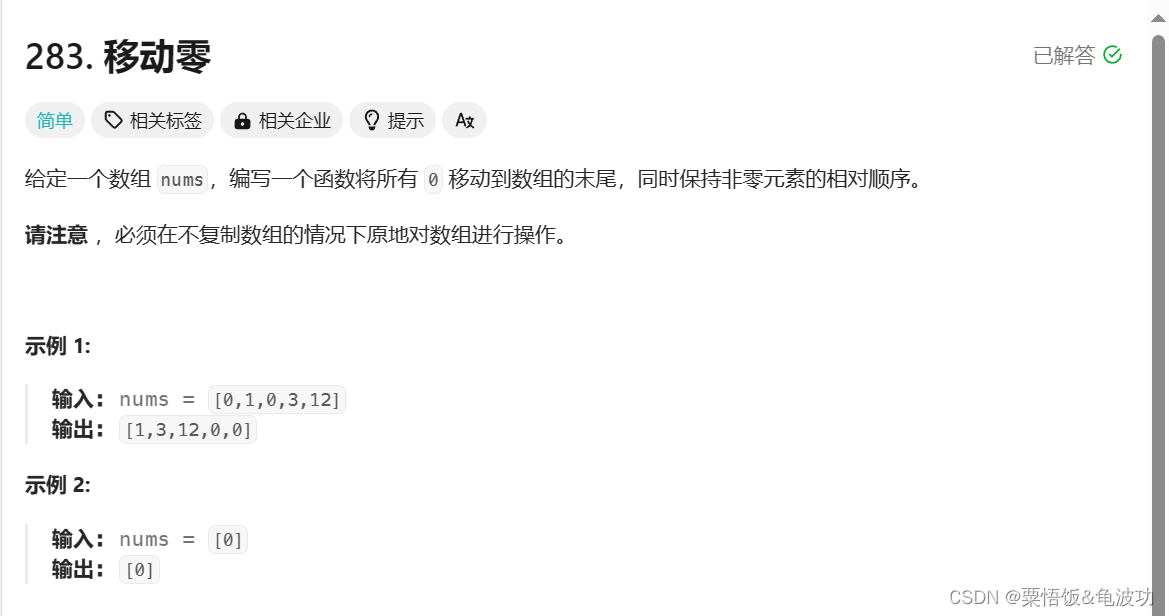 283. 移动零
已解答
简单 相关标签 相关企业 提示
给定一个数组 nums，编写一个函数将所有 0 移动到数组的末尾，同时保持非零元素的相对顺序。
请注意 ，必须在不复制数组的情况下原地对数组进行操作。
示例 1:
输入: nums = [0,1,0,3,12]
输出: [1,3,12,0,0]
示例 2:
输入: nums = [0]
输出: [0]
CSDN @粟悟饭&龟波功